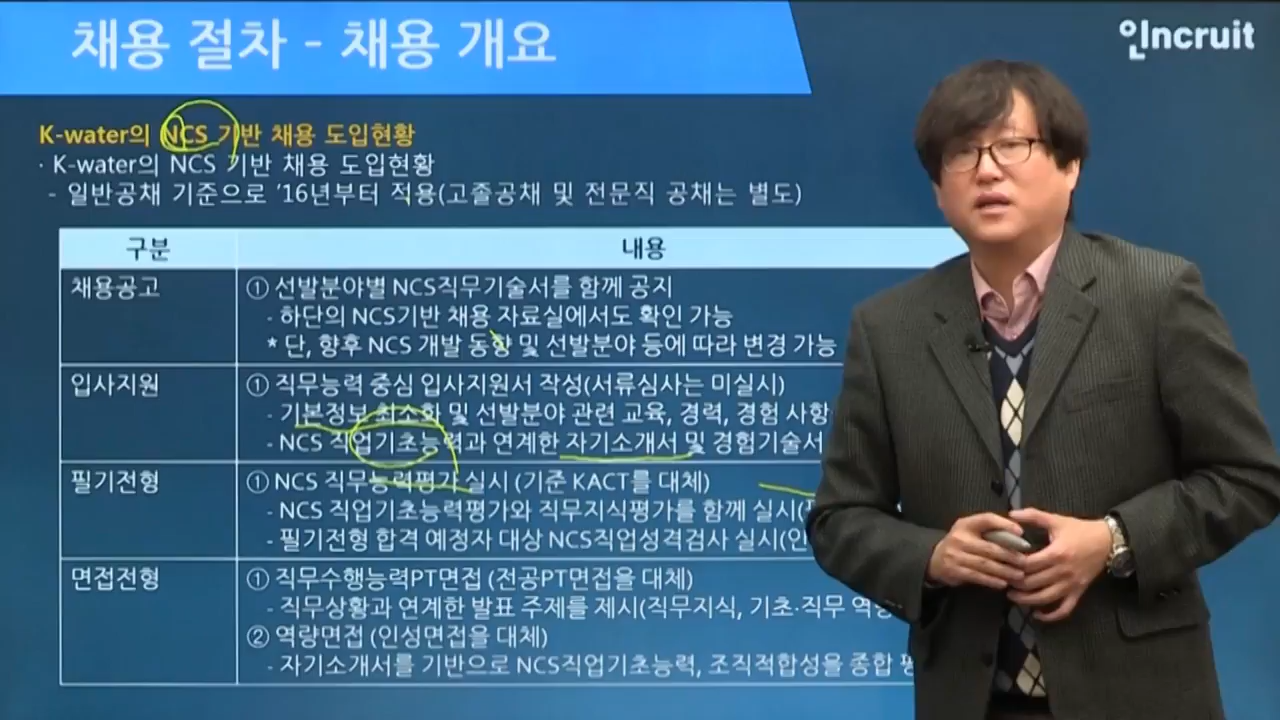 채용 절차 - 채용 개요
인Incruit
K-water의 NCS 기반 채용 도입현황
· K-water의 NCS 기반 채용 도입현황
- 일반공채 기준으로 '16년부터 적용(고졸공채 및 전문직 공채는 별도)
구분 내용
채용공고 ① 선발분야별 NCS직무기술서를 함께 공지
- 하단의 NCS기반 채용 자료실에서도 확인 가능
* 단, 향후 NCS 개발 동향 및 선발분야 등에 따라 변경 가능
입사지원 ① 직무능력 중심 입사지원서 작성(서류심사는 미실시)
- 기본정보 최소화 및 선발분야 관련 교육, 경력, 경험 사항
- NCS 직업기초능력과 연계한 자기소개서 및 경험기술서
필기전형 ① NCS 직무능력평가 실시 (기준 KACT를 대체)
- NCS 직업기초능력평가와 직무지식평가를 함께 실시(
- 필기전형 합격 예정자 대상 NCS직업성격검사 실시(인
면접전형 ① 직무수행능력PT면접 (전공PT면접을 대체)
- 직무상황과 연계한 발표 주제를 제시(직무지식, 기초·직무 역
② 역량면접 (인성면접을 대체)
- 자기소개서를 기반으로 NCS직업기초능력, 조직적합성을 종합